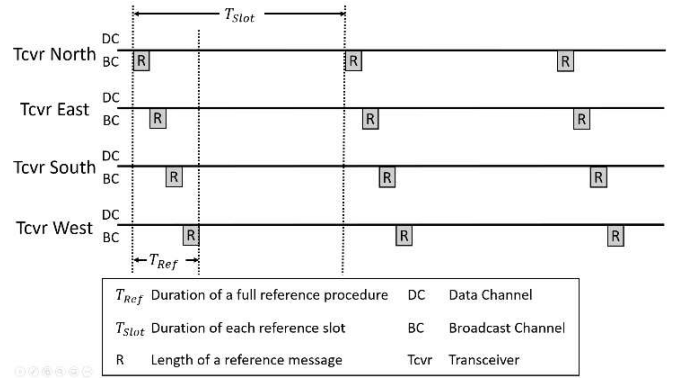 T_Slot
DC
Tcvr North BC R R R
DC
Tcvr East BC R R R
DC
Tcvr South BC R R R
DC
Tcvr West BC R R R
T_Ref
T_Ref Duration of a full reference procedure DC Data Channel
T_Slot Duration of each reference slot BC Broadcast Channel
R Length of a reference message Tcvr Transceiver